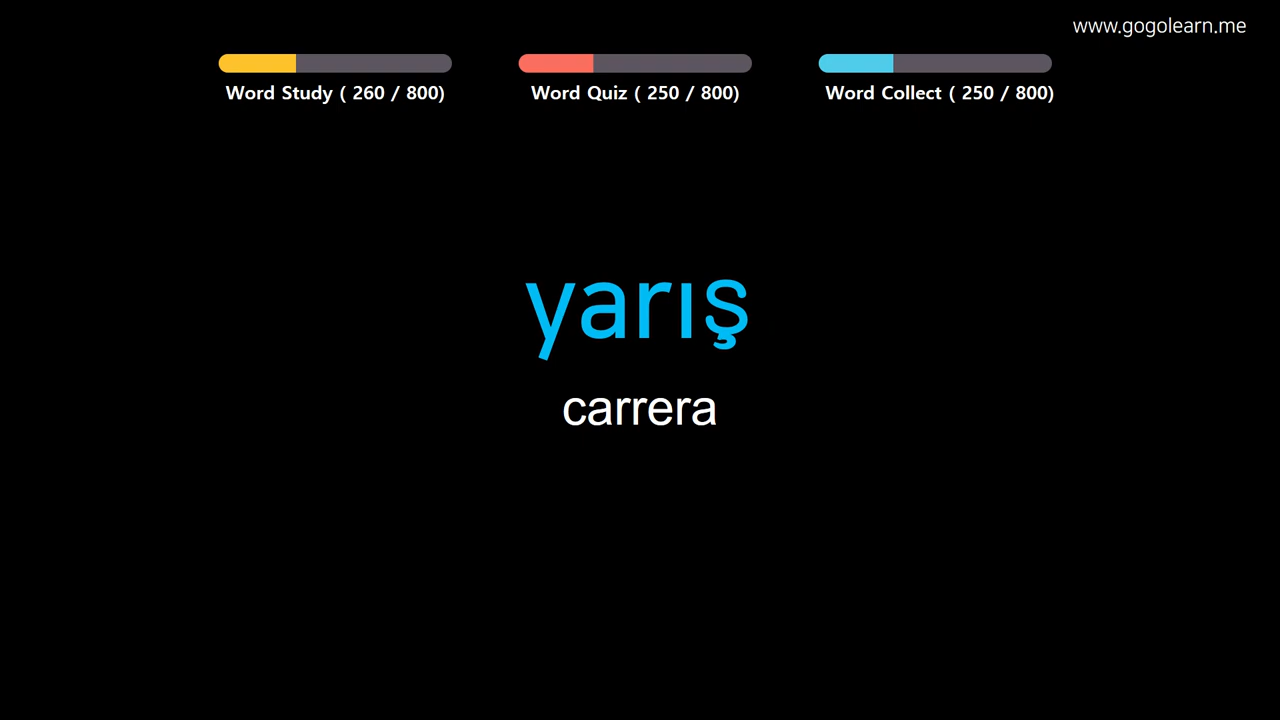 www.gogolearn.me
Word Study ( 260 / 800)
Word Quiz ( 250 / 800)
Word Collect ( 250 / 800)
yarış
carrera